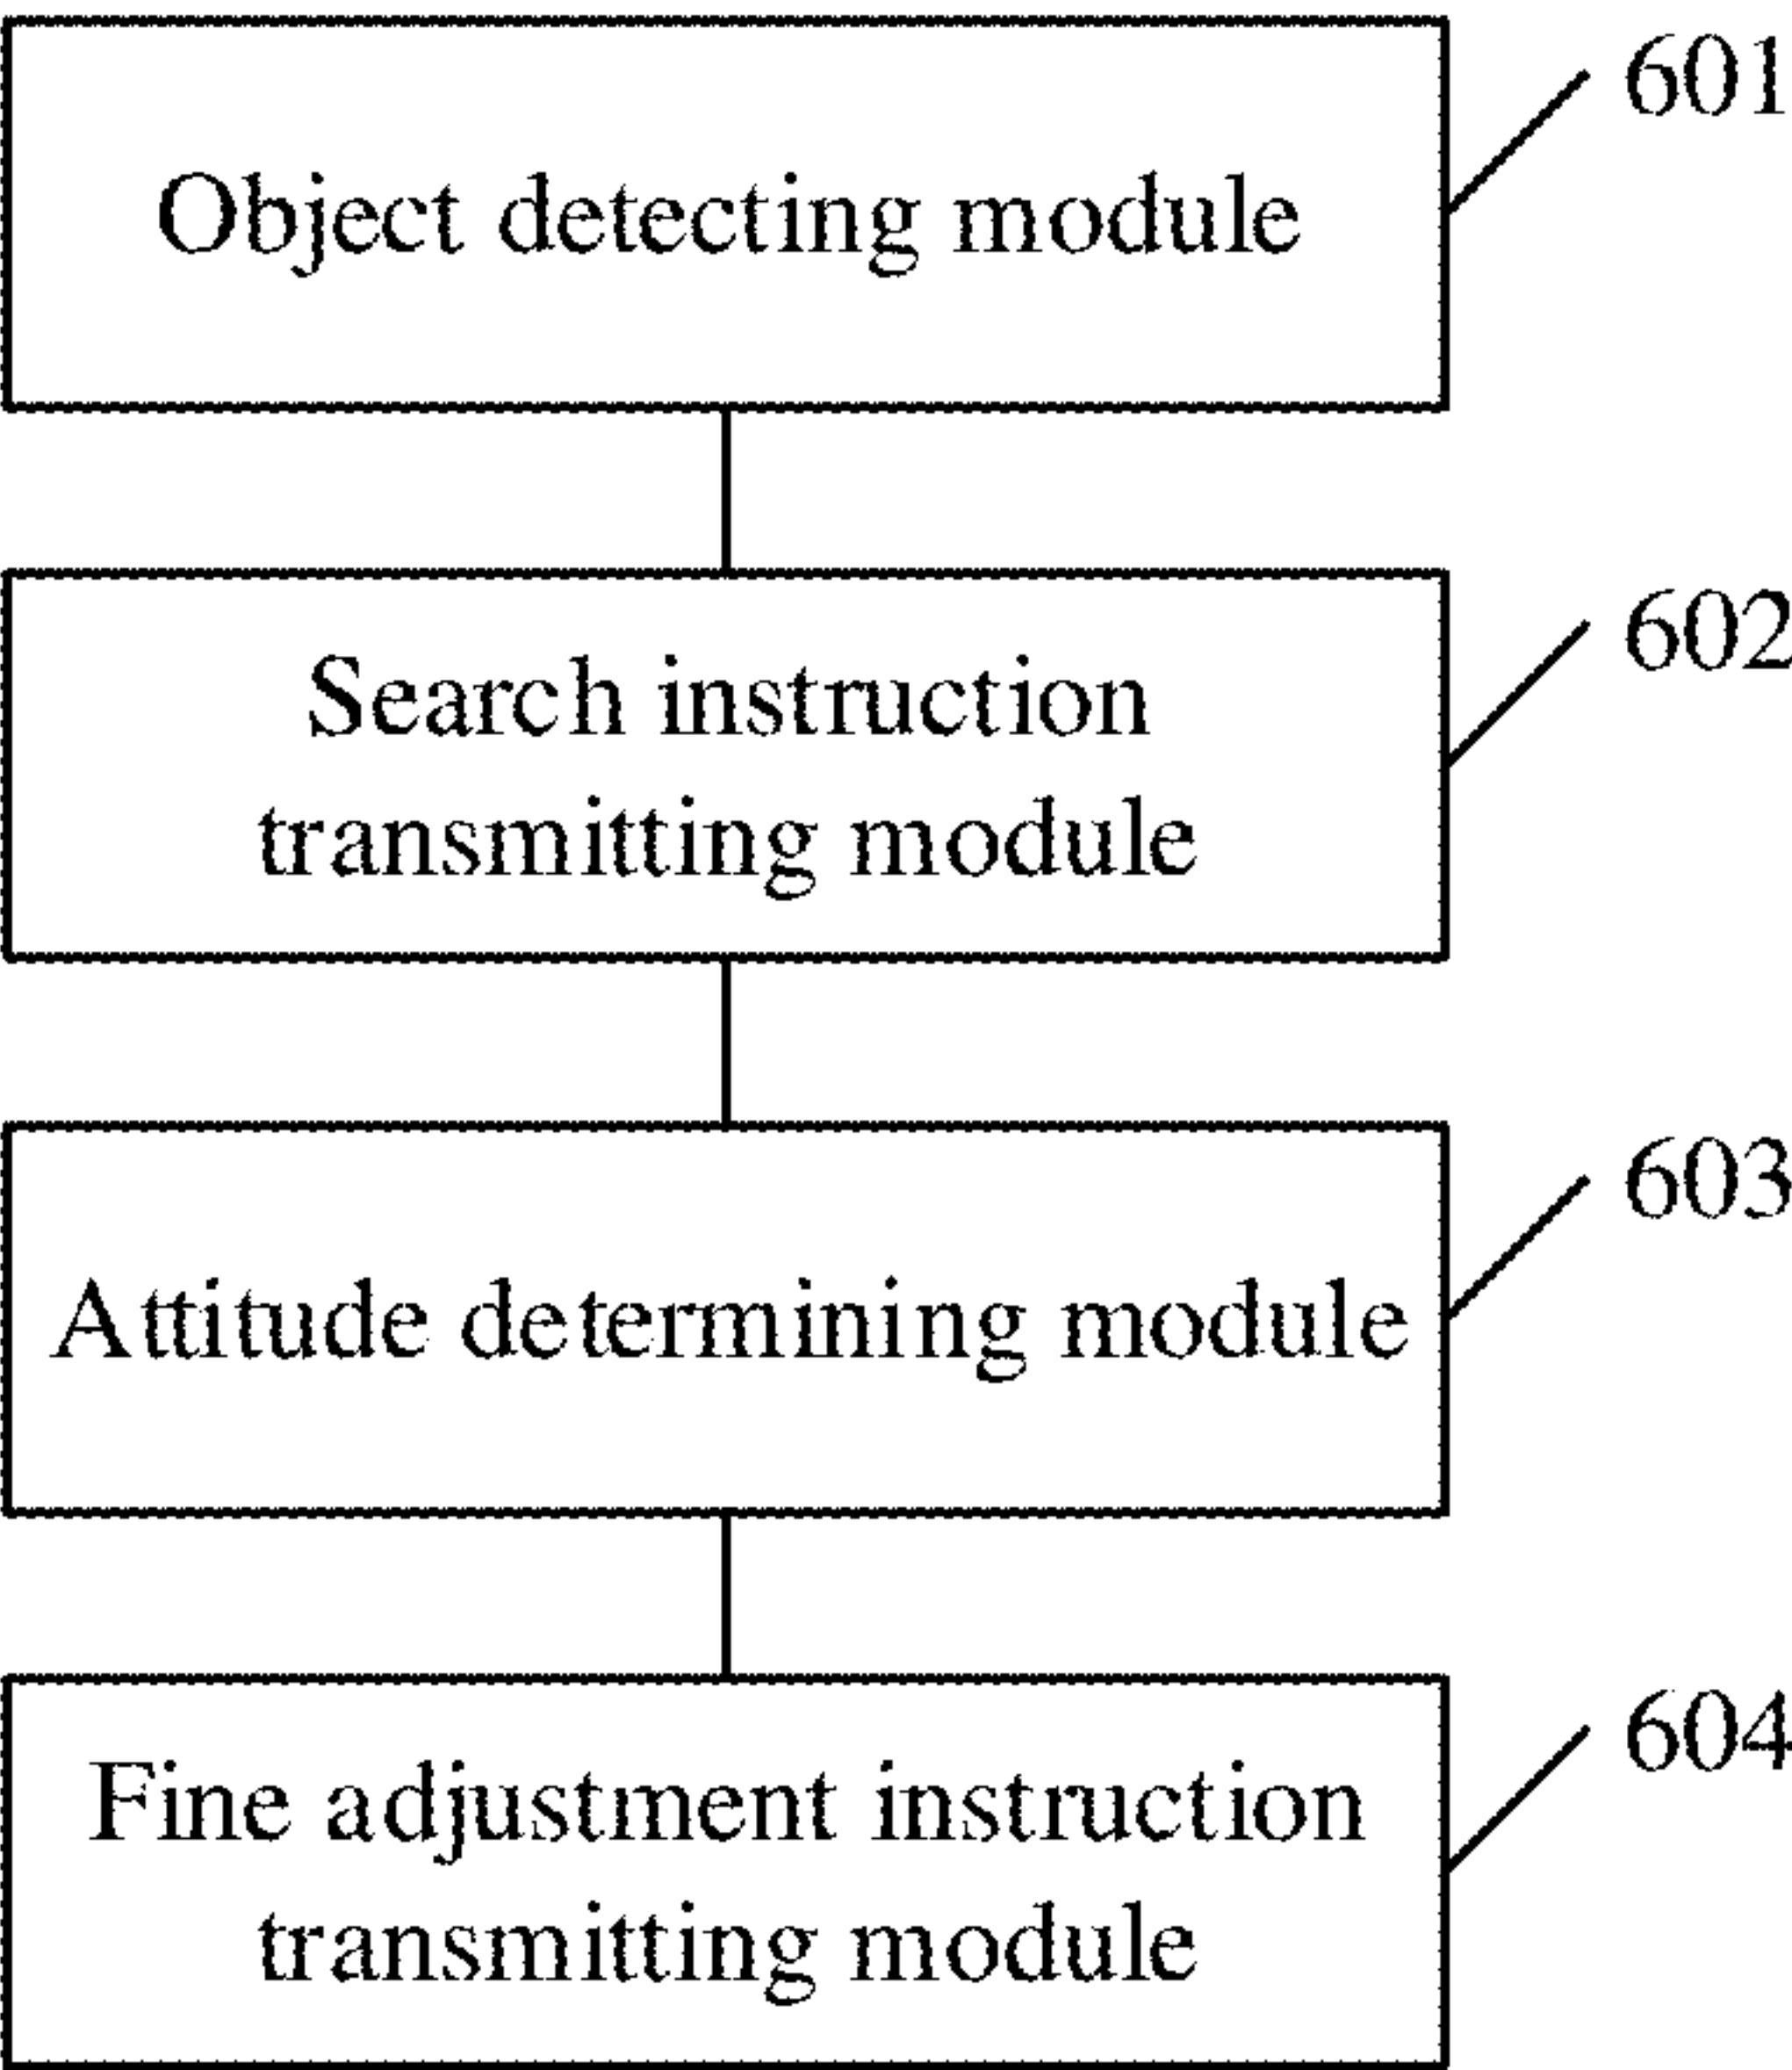 601
Object detecting module
602
Search instruction
transmitting module
603
Attitude determining module
604
Fine adjustment instruction
transmitting module